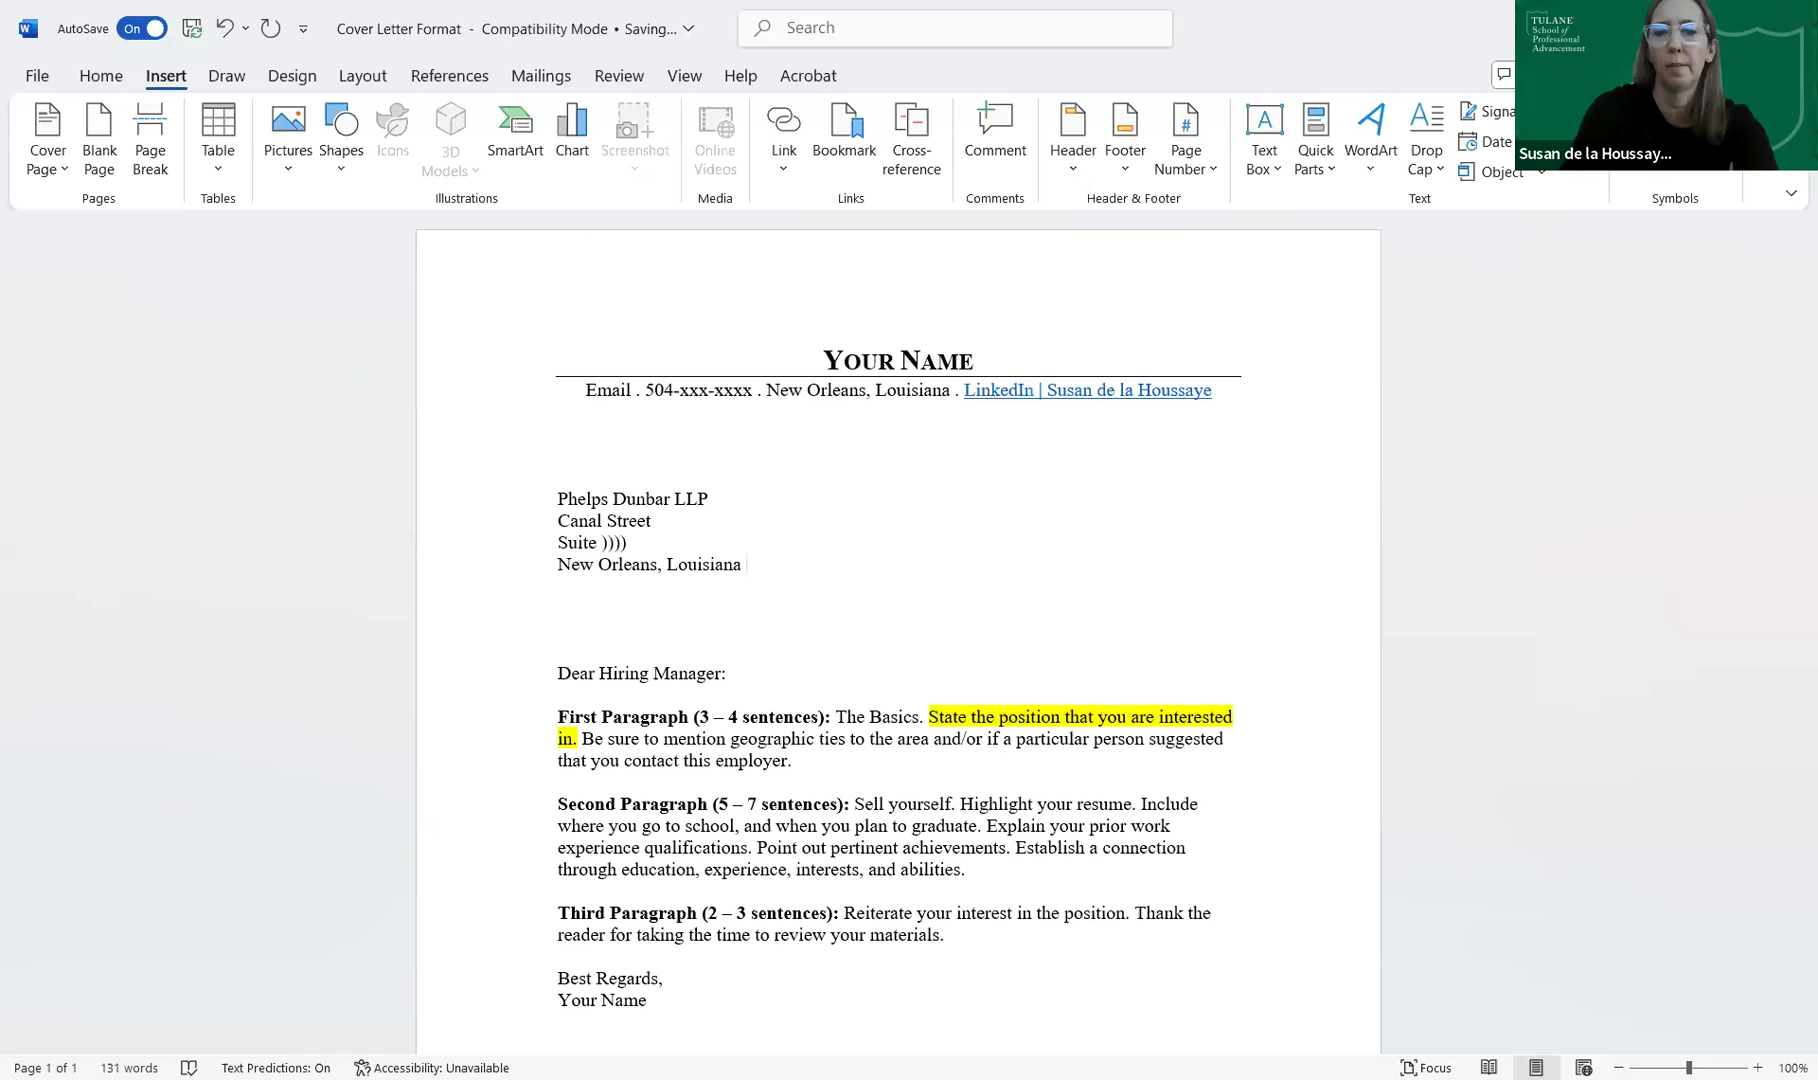 AutoSave On Cover Letter Format - Compatibility Mode • Saving... Search
File Home Insert Draw Design Layout References Mailings Review View Help Acrobat
Cover Page Blank Page Page Break Table Pictures Shapes Icons 3D Models SmartArt Chart Screenshot Online Videos Link Bookmark Cross-reference Comment Header Footer Page Number Text Box Quick Parts WordArt Drop Cap
Signa
Date
Object
Pages Tables Illustrations Media Links Comments Header & Footer Text Symbols
TULANE
School of
Professional
Advancement
Susan de la Houssay...
YOUR NAME
Email . 504-xxx-xxxx . New Orleans, Louisiana . LinkedIn | Susan de la Houssaye
Phelps Dunbar LLP
Canal Street
Suite ))))
New Orleans, Louisiana
Dear Hiring Manager:
First Paragraph (3 – 4 sentences): The Basics. State the position that you are interested
in. Be sure to mention geographic ties to the area and/or if a particular person suggested
that you contact this employer.
Second Paragraph (5 – 7 sentences): Sell yourself. Highlight your resume. Include
where you go to school, and when you plan to graduate. Explain your prior work
experience qualifications. Point out pertinent achievements. Establish a connection
through education, experience, interests, and abilities.
Third Paragraph (2 – 3 sentences): Reiterate your interest in the position. Thank the
reader for taking the time to review your materials.
Best Regards,
Your Name
Page 1 of 1 131 words Text Predictions: On Accessibility: Unavailable Focus 100%